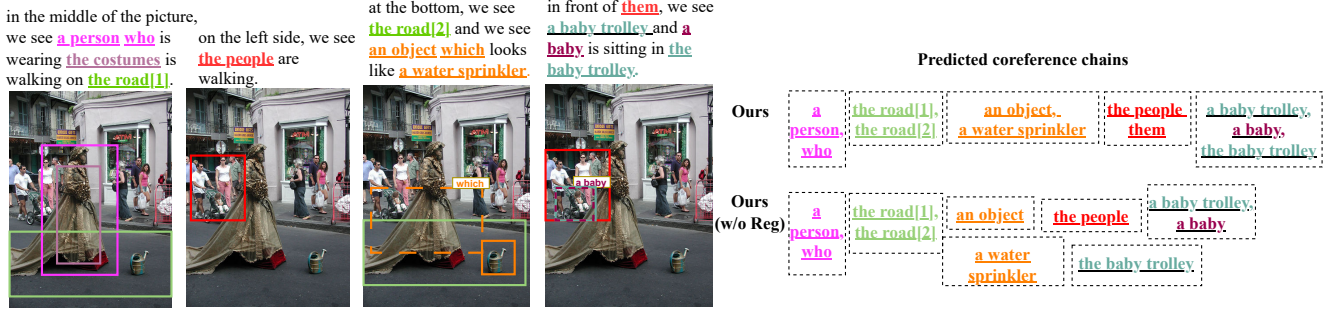 in the middle of the picture,
we see a person who is
wearing the costumes is
walking on the road[1].
on the left side, we see
the people are
walking.
at the bottom, we see
the road[2] and we see
an object which looks
like a water sprinkler.
in front of them, we see
a baby trolley and a
baby is sitting in the
baby trolley.
which
a baby
Predicted coreference chains
Ours
a
person,
who
the road[1],
the road[2]
an object,
a water sprinkler
the people
them
a baby trolley,
a baby,
the baby trolley
Ours
(w/o Reg)
a
person,
who
the road[1],
the road[2]
an object
a water
sprinkler
the people
a baby trolley,
a baby
the baby trolley